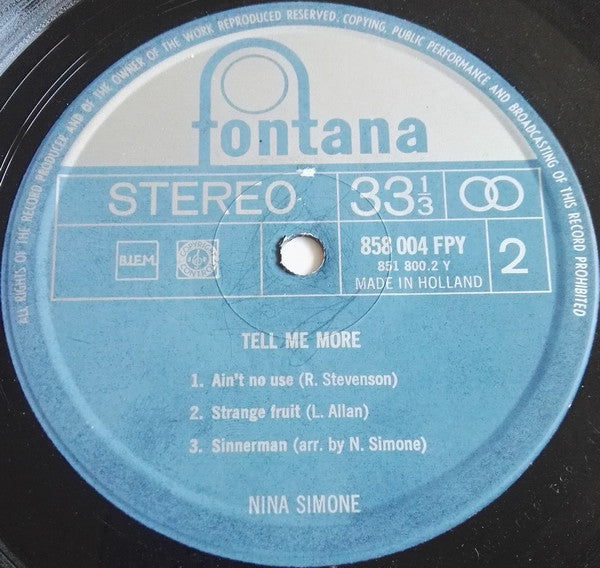 ALL RIGHTS OF THE RECORD PRODUCER AND OF THE OWNER OF THE WORK REPRODUCED RESERVED. COPYING, PUBLIC PERFORMANCE AND BROADCASTING OF THIS RECORD PROHIBITED
fontana
STEREO 33 1/3
B.I.E.M. 858 004 FPY 2
851 800.2 Y
MADE IN HOLLAND
TELL ME MORE
1. Ain't no use (R. Stevenson)
2. Strange fruit (L. Allan)
3. Sinnerman (arr. by N. Simone)
NINA SIMONE